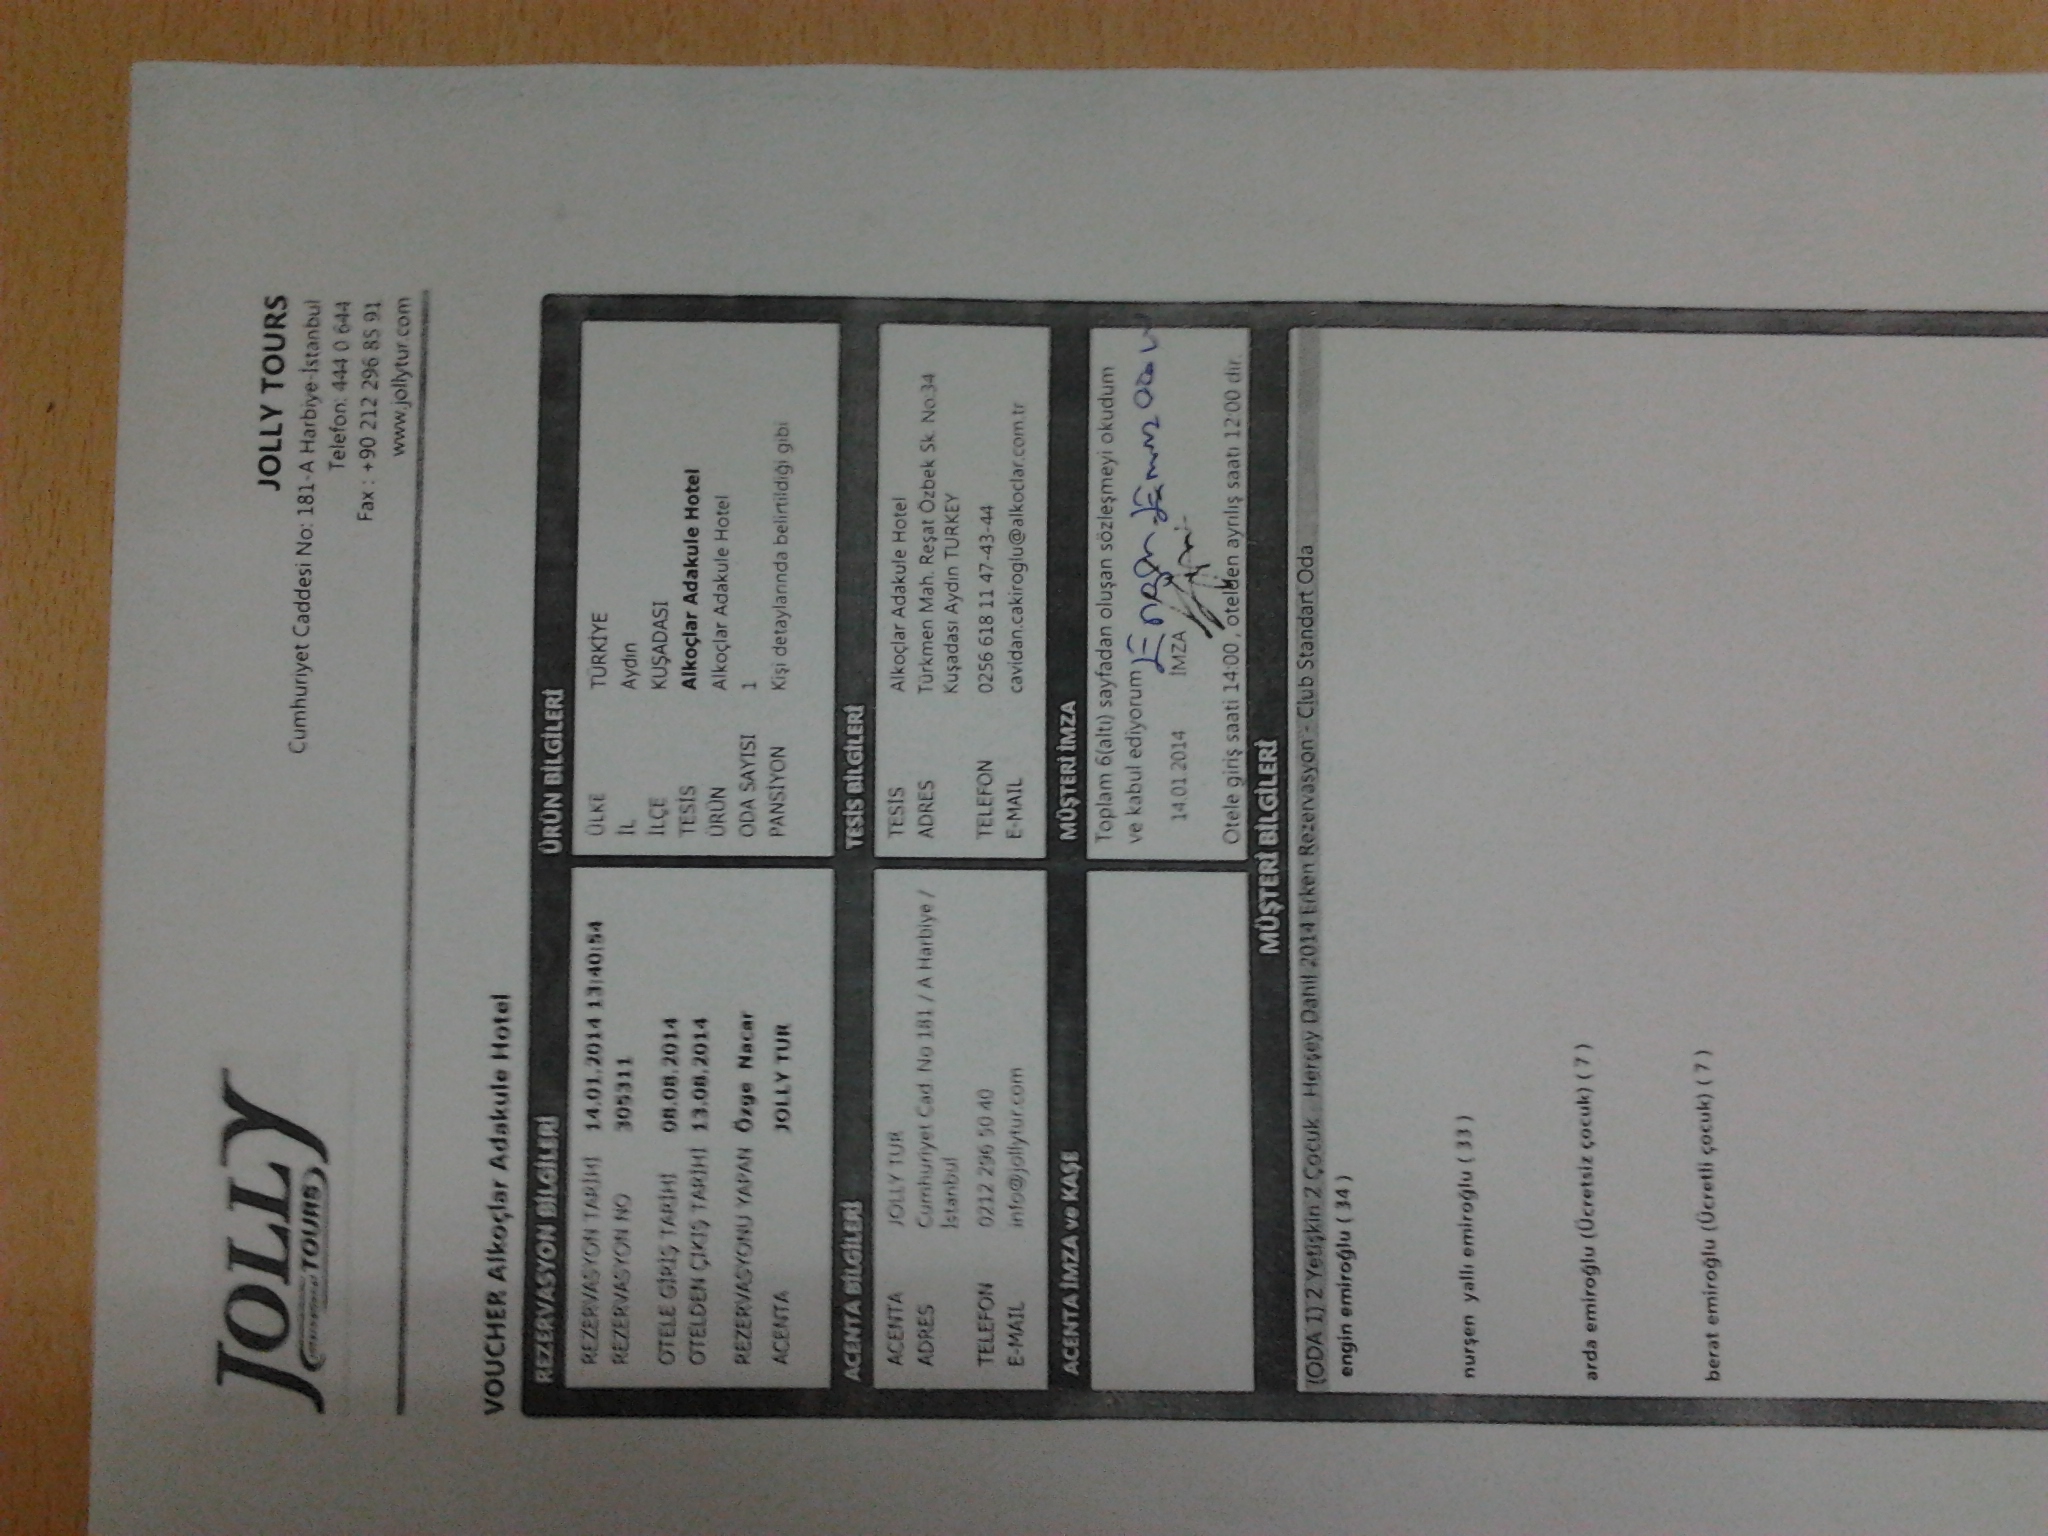 JOLLY
TOURS
JOLLY TOURS
Cumhuriyet Caddesi No: 181-A Harbiye-İstanbul
Telefon: 444 0 644
Fax : +90 212 296 85 91
www.jollytur.com
VOUCHER Alkoçlar Adakule Hotel
REZERVASYON BİLGİLERİ
REZERVASYON TARİHİ 14.01.2014 13:40:54
REZERVASYON NO 305311
OTELE GİRİŞ TARİHİ 08.08.2014
OTELDEN ÇIKIŞ TARİHİ 13.08.2014
REZERVASYONU YAPAN Özge Nacar
ACENTA JOLLY TUR
ÜRÜN BİLGİLERİ
ÜLKE TÜRKİYE
İL Aydın
İLÇE KUŞADASI
TESİS Alkoçlar Adakule Hotel
ÜRÜN Alkoçlar Adakule Hotel
ODA SAYISI 1
PANSİYON Kişi detaylarında belirtildiği gibi
ACENTA BİLGİLERİ
ACENTA JOLLY TUR
ADRES Cumhuriyet Cad. No 181 / A Harbiye /
İstanbul
TELEFON 0212 296 50 40
E-MAIL info@jollytur.com
TESİS BİLGİLERİ
TESİS Alkoçlar Adakule Hotel
ADRES Türkmen Mah. Reşat Özbek Sk. No:34
Kuşadası Aydın TURKEY
TELEFON 0256 618 11 47-43-44
E-MAIL cavidan.cakiroglu@alkoclar.com.tr
ACENTA İMZA ve KAŞE
MÜŞTERİ İMZA
Toplam 6(altı) sayfadan oluşan sözleşmeyi okudum
ve kabul ediyorum
14.01.2014 İMZA
Otele giriş saati 14:00 , otelden ayrılış saati 12:00 dir.
MÜŞTERİ BİLGİLERİ
(ODA 1) 2 Yetişkin 2 Çocuk , Herşey Dahil 2014 Erken Rezervasyon - Club Standart Oda
engin emiroğlu ( 34 )
nurşen yallı emiroğlu ( 33 )
arda emiroğlu (Ücretsiz çocuk) ( 7 )
berat emiroğlu (Ücretli çocuk) ( 7 )